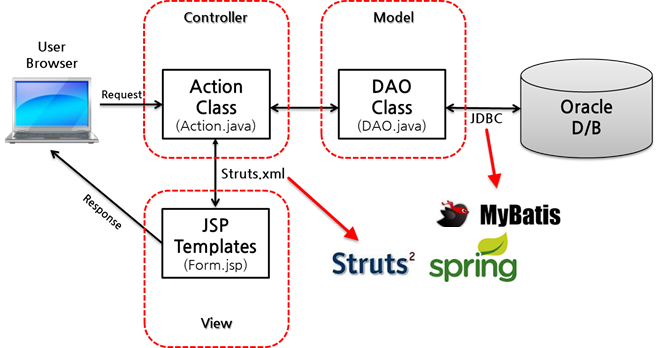 Controller
Model
User
Browser
Request
Action
Class
(Action.java)
DAO
Class
(DAO.java)
JDBC
Oracle
D/B
Struts.xml
Response
JSP
Templates
(Form.jsp)
View
MyBatis
Struts2
spring